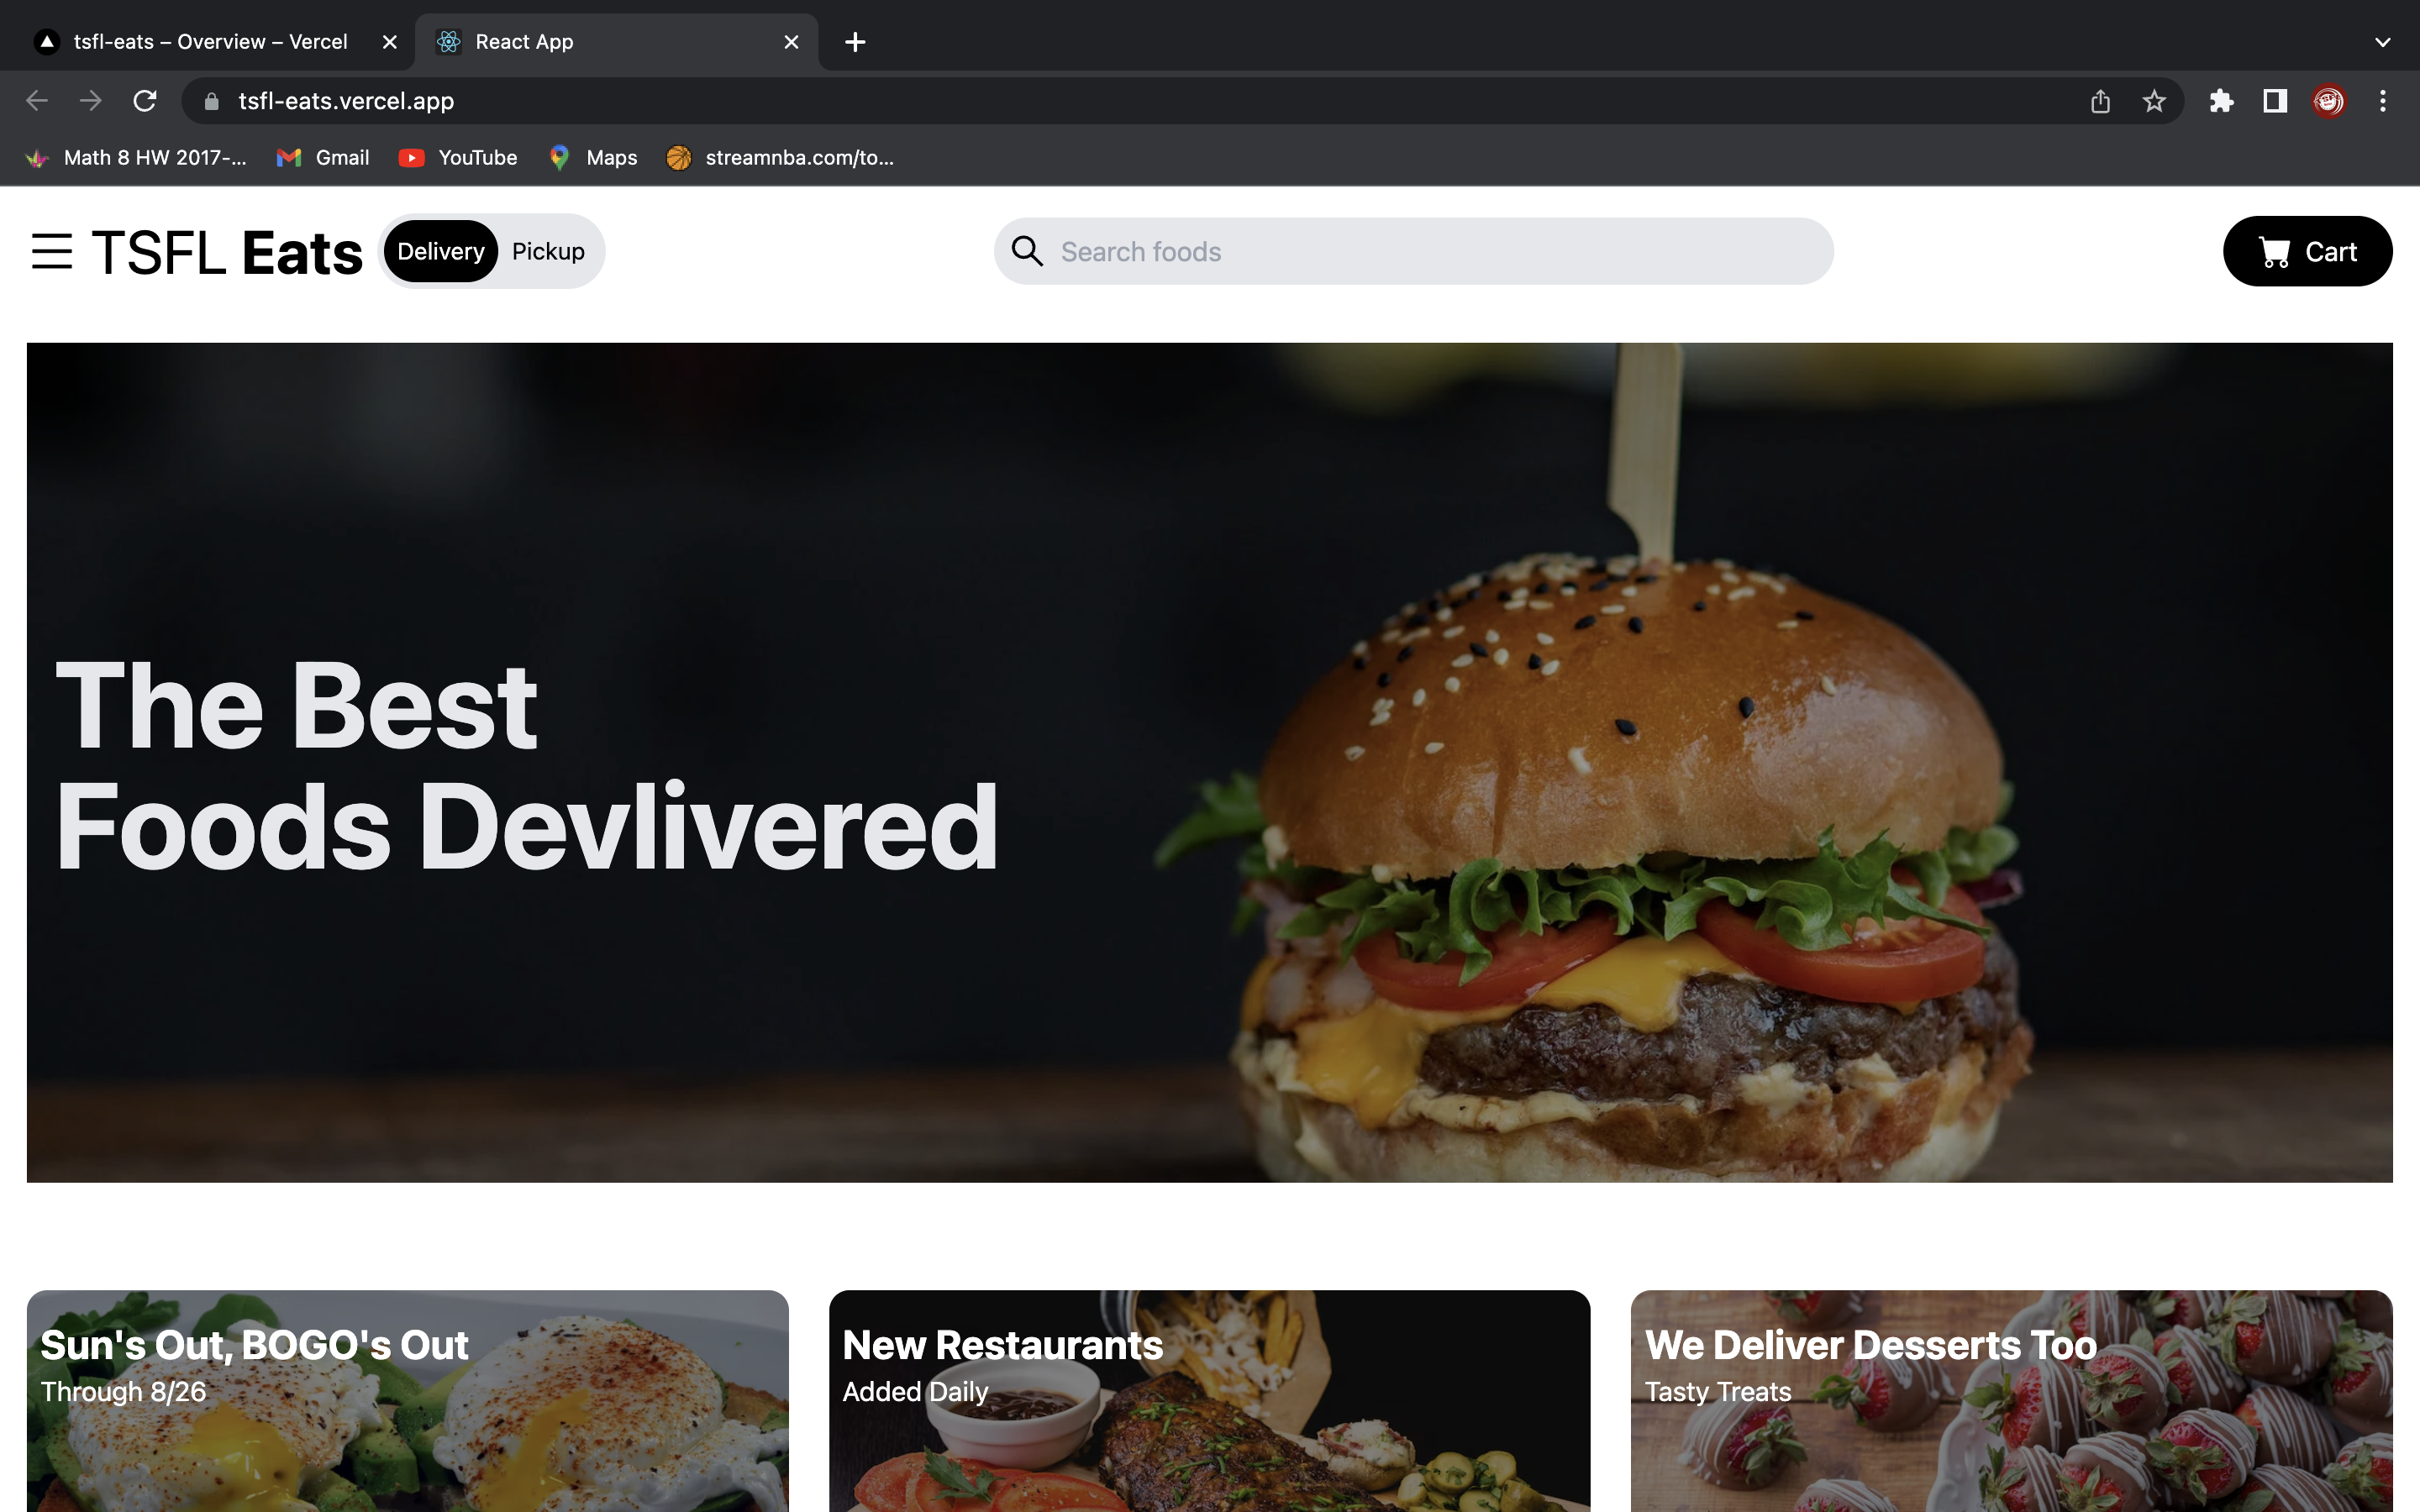 tsfl-eats – Overview – Vercel
React App
tsfl-eats.vercel.app
Math 8 HW 2017-...
Gmail
YouTube
Maps
streamnba.com/to...
TSFL Eats
Delivery
Pickup
Search foods
Cart
The Best
Foods Devlivered
Sun's Out, BOGO's Out
Through 8/26
New Restaurants
Added Daily
We Deliver Desserts Too
Tasty Treats